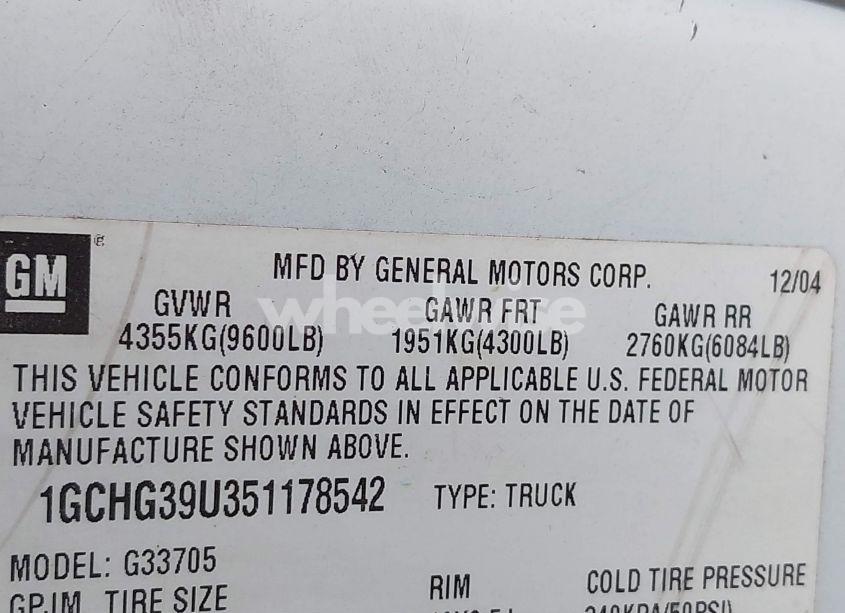 GM
MFD BY GENERAL MOTORS CORP. 12/04
GVWR GAWR FRT GAWR RR
4355KG(9600LB) 1951KG(4300LB) 2760KG(6084LB)
THIS VEHICLE CONFORMS TO ALL APPLICABLE U.S. FEDERAL MOTOR
VEHICLE SAFETY STANDARDS IN EFFECT ON THE DATE OF
MANUFACTURE SHOWN ABOVE.
1GCHG39U351178542 TYPE: TRUCK
MODEL: G33705
TIRE SIZE RIM COLD TIRE PRESSURE